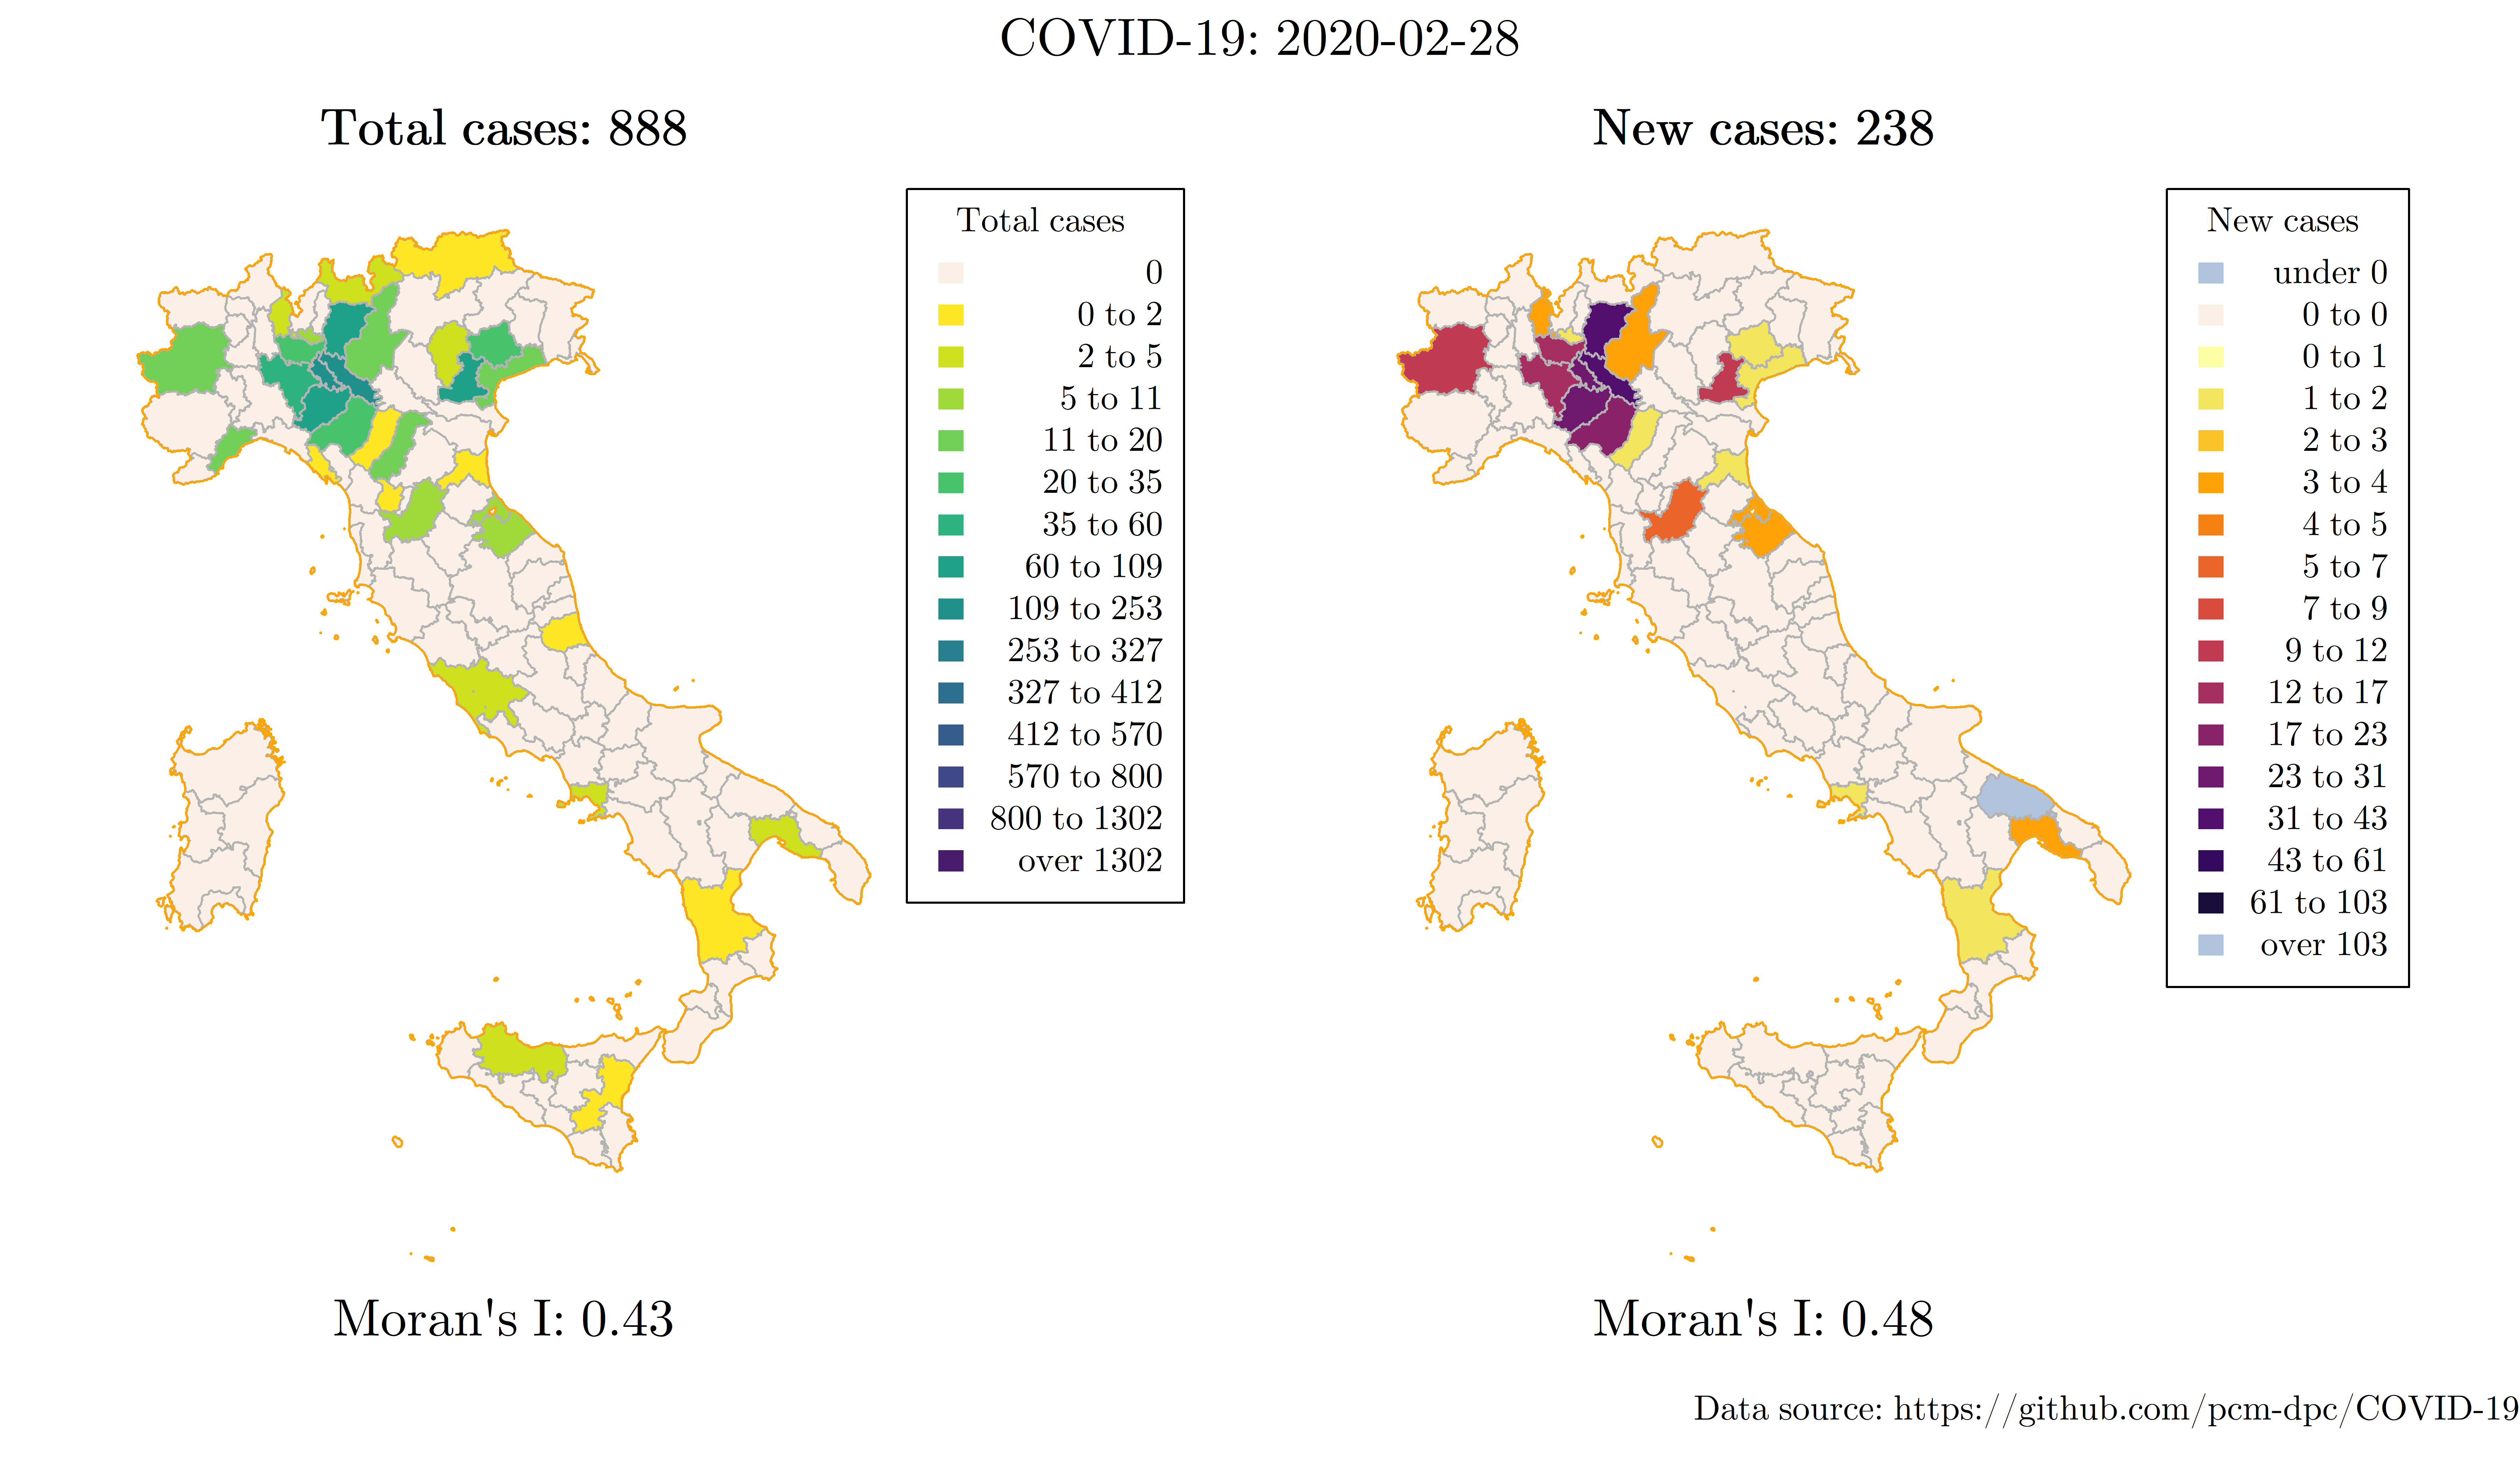 COVID-19: 2020-02-28
Total cases: 888
Total cases
0
0 to 2
2 to 5
5 to 11
11 to 20
20 to 35
35 to 60
60 to 109
109 to 253
253 to 327
327 to 412
412 to 570
570 to 800
800 to 1302
over 1302
Moran's I: 0.43
New cases: 238
New cases
under 0
0 to 0
0 to 1
1 to 2
2 to 3
3 to 4
4 to 5
5 to 7
7 to 9
9 to 12
12 to 17
17 to 23
23 to 31
31 to 43
43 to 61
61 to 103
over 103
Moran's I: 0.48
Data source: https://github.com/pcm-dpc/COVID-19